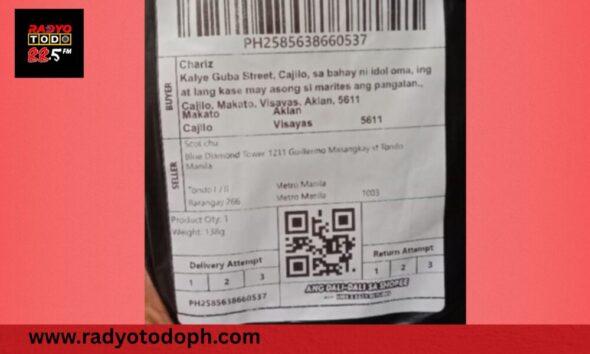 RADYO
TODO
88.5 FM
PH2585638660537
BUYER
Chariz
Kalye Guba Street, Cajilo, sa bahay ni idol oma, ing
at lang kase may asong si marites ang pangalan.,
Cajilo, Makato, Visayas, Aklan, 5611
Makato Aklan
Cajilo Visayas 5611
SELLER
Scot chu
Blue Diamond Tower 1211 Guillermo Masangkay st Tondo
Manila
Tondo I / II Metro Manila
Barangay 266 Metro Manila 1003
Product Qty: 1
Weight: 138g
Delivery Attempt
1 2 3
Return Attempt
1 2 3
PH2585638660537
ANG DALI-DALI SA SHOPEE
www.radyotodoph.com